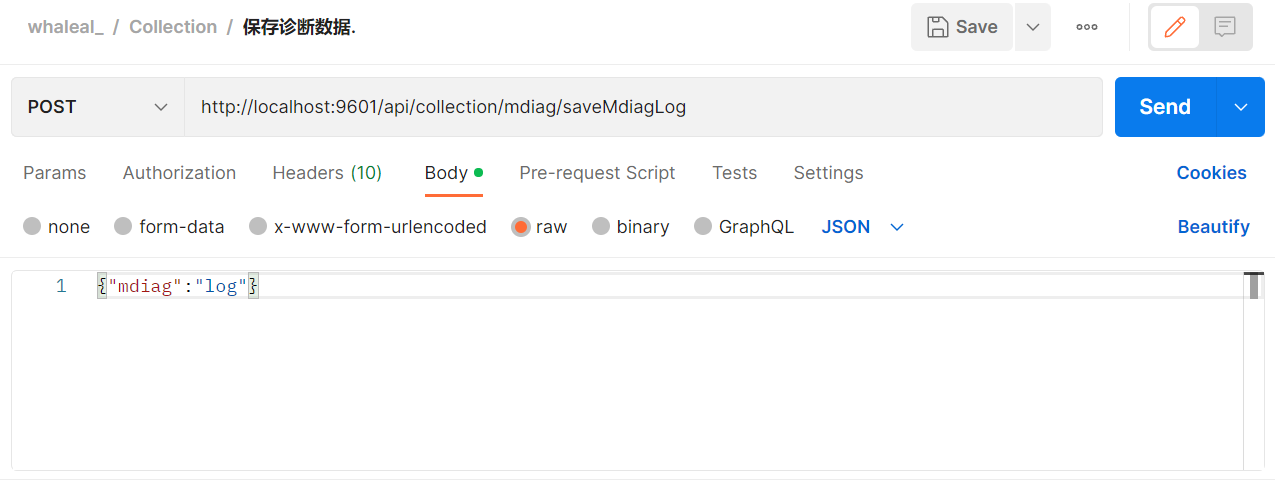 whaleal_ / Collection / 保存诊断数据.
Save
POST
http://localhost:9601/api/collection/mdiag/saveMdiagLog
Send
Params Authorization Headers (10) Body Pre-request Script Tests Settings Cookies
none form-data x-www-form-urlencoded raw binary GraphQL JSON Beautify
1 {"mdiag":"log"}